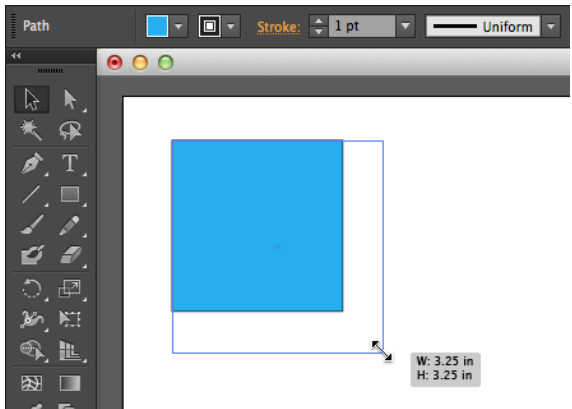 Path
Stroke: 1 pt Uniform
T
W: 3.25 in
H: 3.25 in